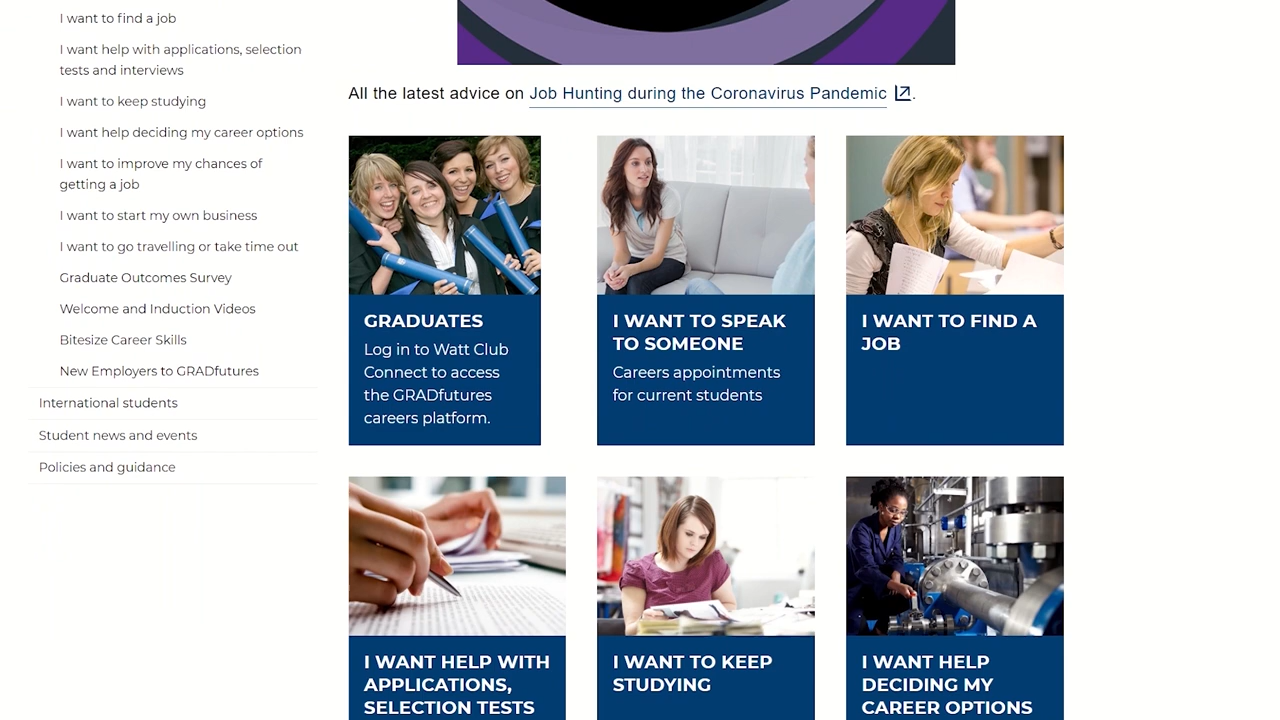 I want to find a job
I want help with applications, selection
tests and interviews
I want to keep studying
I want help deciding my career options
I want to improve my chances of
getting a job
I want to start my own business
I want to go travelling or take time out
Graduate Outcomes Survey
Welcome and Induction Videos
Bitesize Career Skills
New Employers to GRADfutures
International students
Student news and events
Policies and guidance
All the latest advice on Job Hunting during the Coronavirus Pandemic.
GRADUATES
Log in to Watt Club
Connect to access
the GRADfutures
careers platform.
I WANT TO SPEAK
TO SOMEONE
Careers appointments
for current students
I WANT TO FIND A
JOB
I WANT HELP WITH
APPLICATIONS,
SELECTION TESTS
I WANT TO KEEP
STUDYING
I WANT HELP
DECIDING MY
CAREER OPTIONS